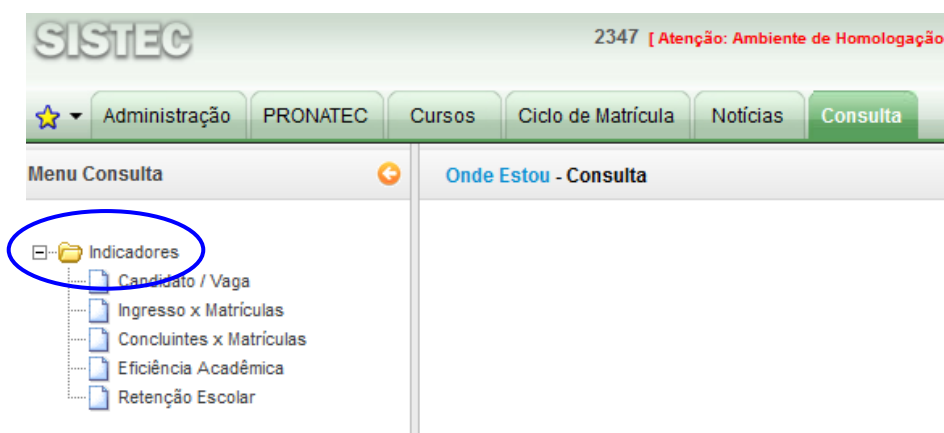 SISTEC
2347 [ Atenção: Ambiente de Homologação
Administração PRONATEC Cursos Ciclo de Matrícula Notícias Consulta
Menu Consulta
Onde Estou - Consulta
Indicadores
Candidato / Vaga
Ingresso x Matrículas
Concluintes x Matrículas
Eficiência Acadêmica
Retenção Escolar